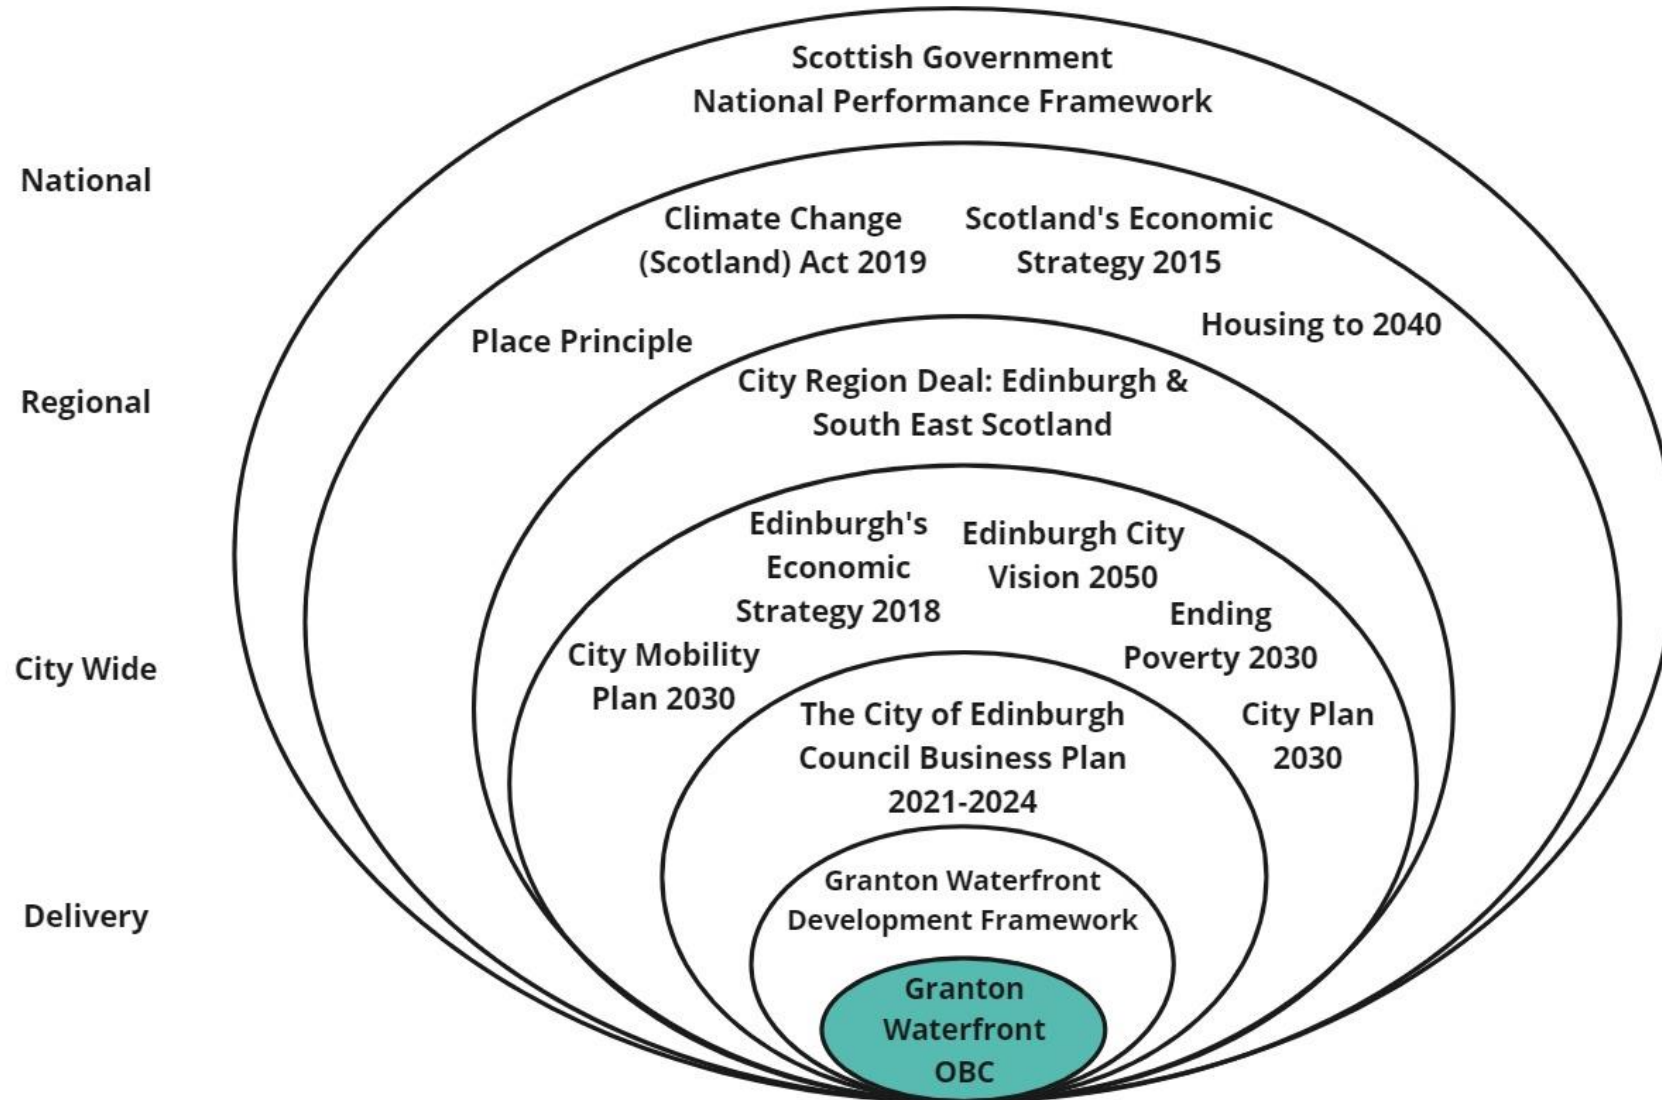 Scottish Government
National Performance Framework
National
Climate Change
(Scotland) Act 2019
Scotland's Economic
Strategy 2015
Place Principle
Housing to 2040
Regional
City Region Deal: Edinburgh &
South East Scotland
Edinburgh's
Economic
Strategy 2018
Edinburgh City
Vision 2050
Ending
Poverty 2030
City Wide
City Mobility
Plan 2030
City Plan
2030
The City of Edinburgh
Council Business Plan
2021-2024
Delivery
Granton Waterfront
Development Framework
Granton
Waterfront
OBC